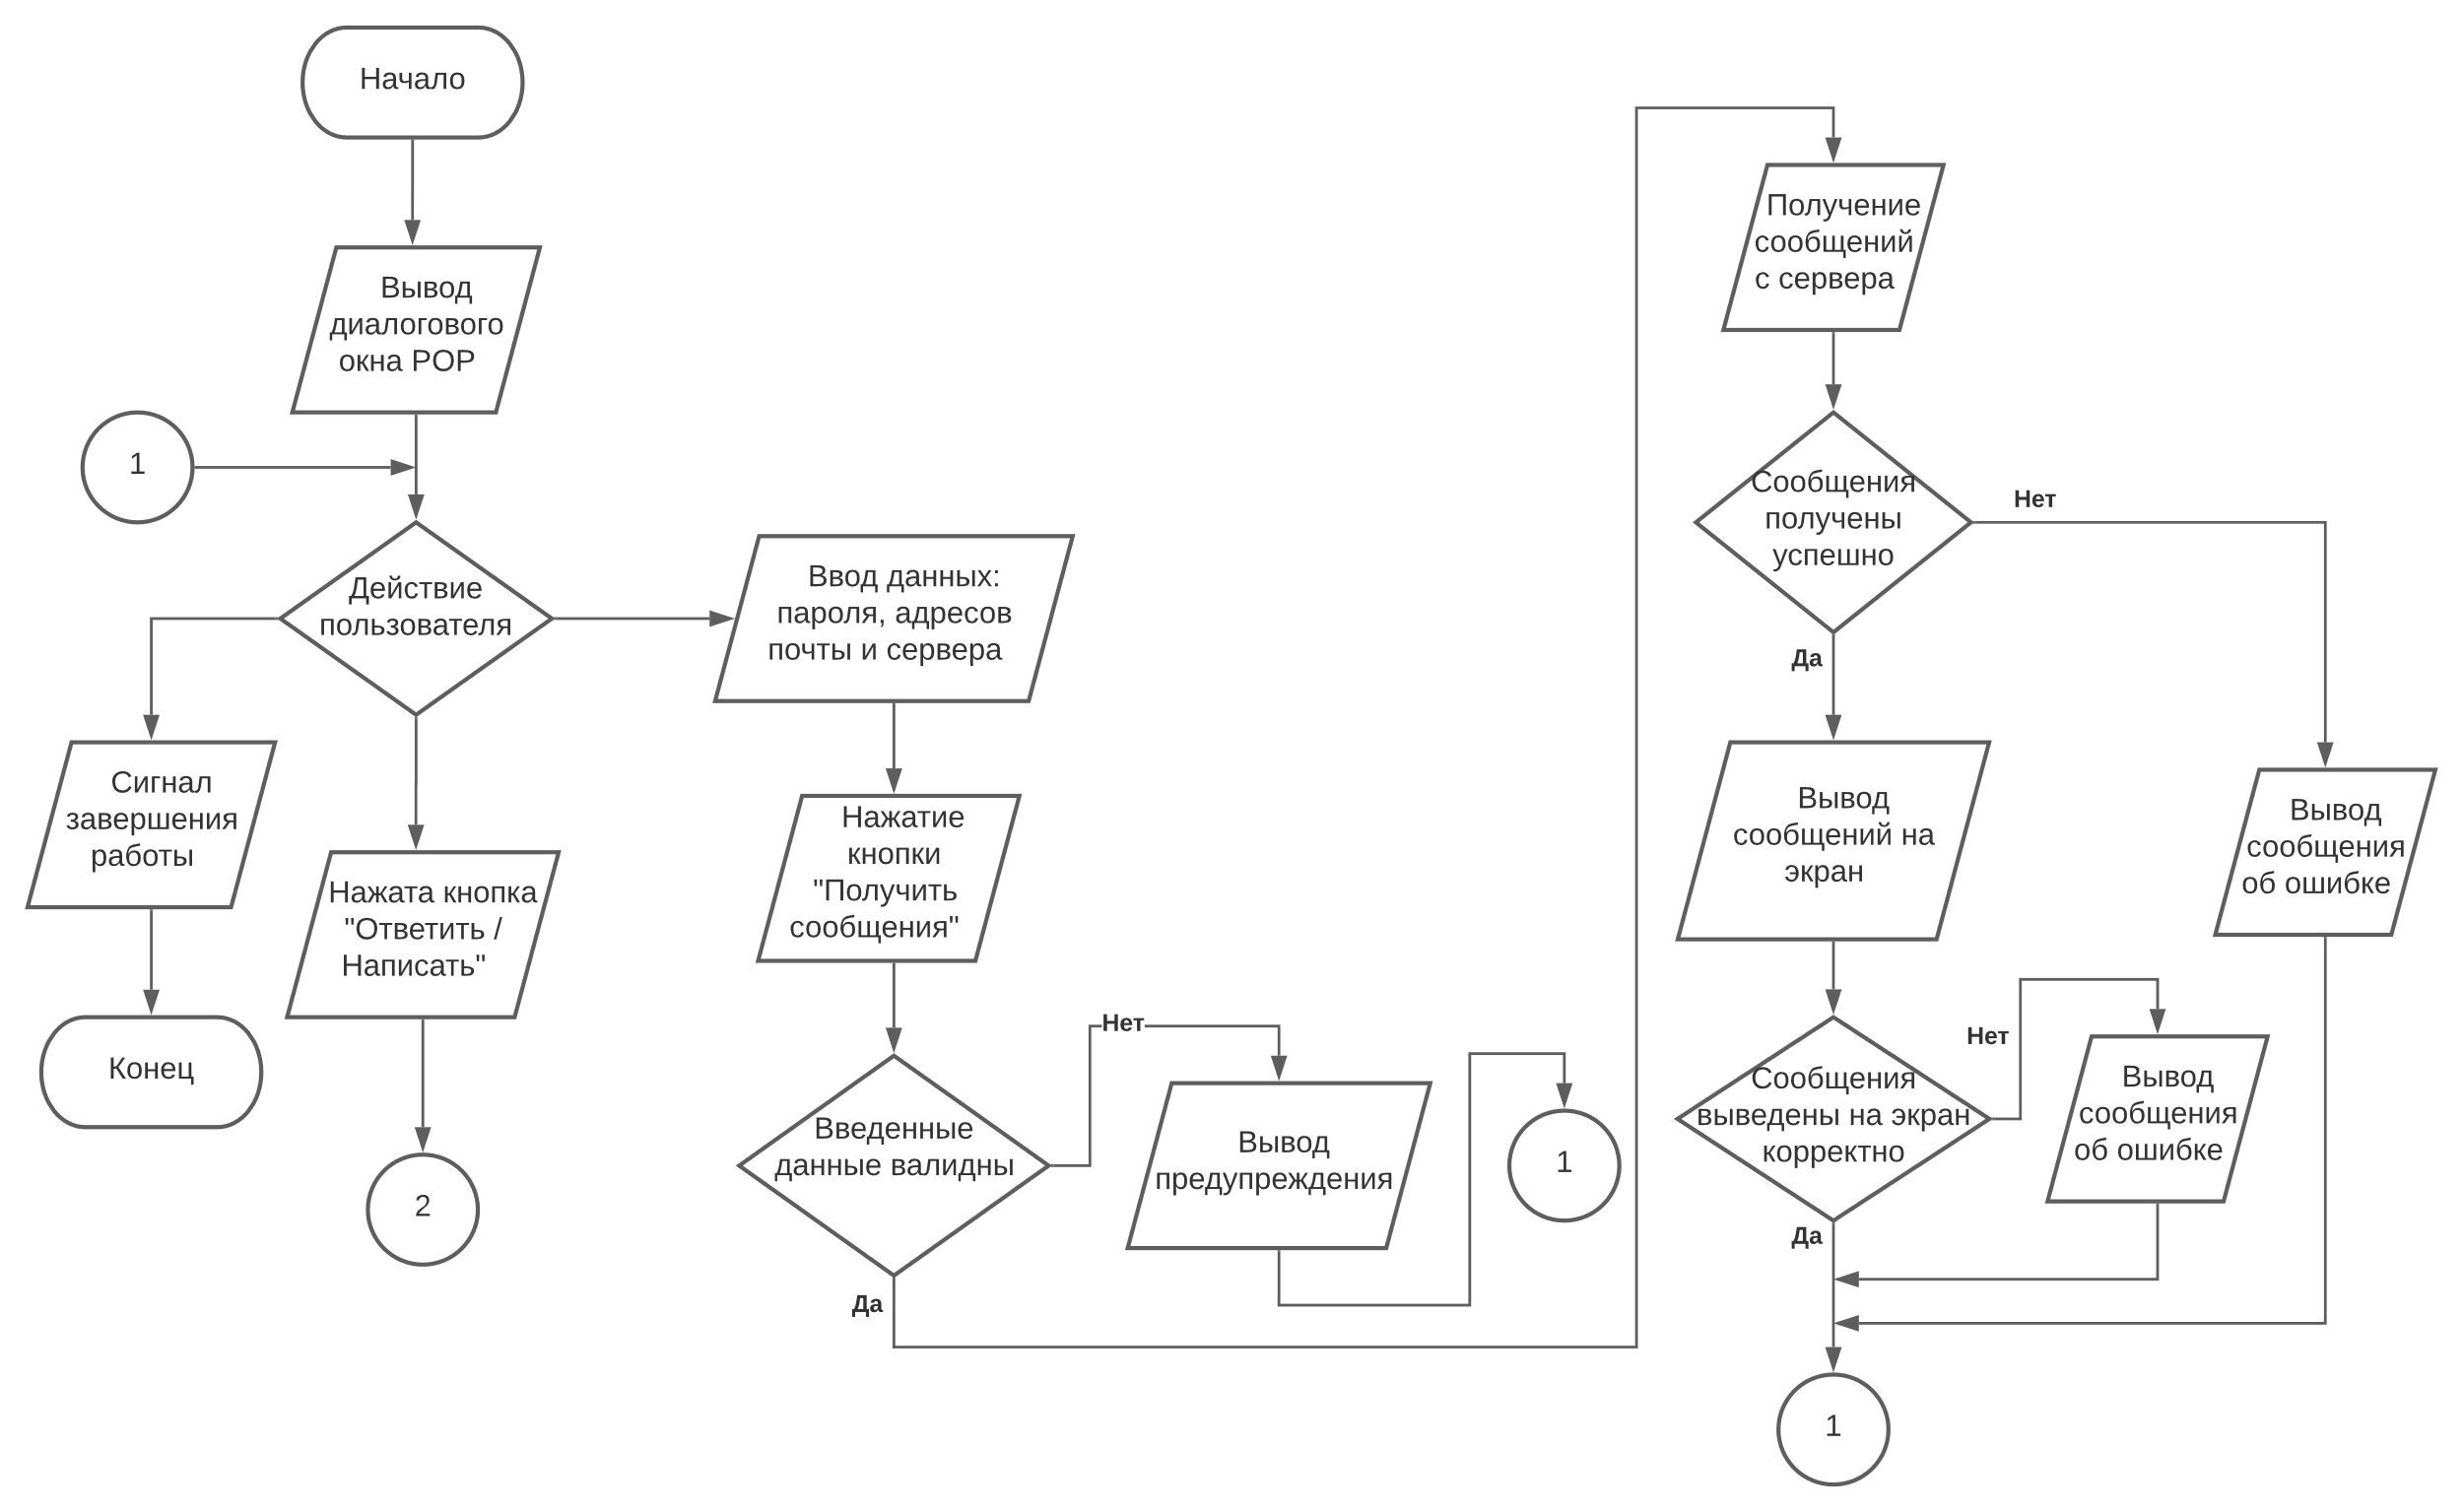 Начало
Вывод
диалогового
окна POP
1
Действие
пользователя
Сигнал
завершения
работы
Конец
Нажата кнопка
"Ответить /
Написать"
2
Ввод данных:
пароля, адресов
почты и сервера
Нажатие
кнопки
"Получить
сообщения"
Введенные
данные валидны
Нет
Да
Вывод
предупреждения
1
Получение
сообщений
с сервера
Сообщения
получены
успешно
Нет
Да
Вывод
сообщений на
экран
Вывод
сообщения
об ошибке
Сообщения
выведены на экран
корректно
Нет
Да
Вывод
сообщения
об ошибке
1